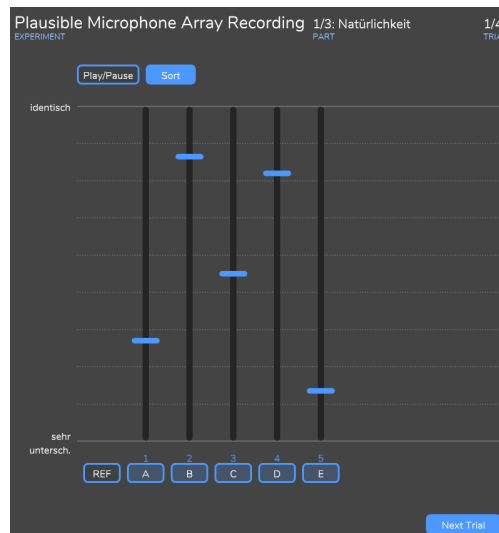 Plausible Microphone Array Recording 1/3: Natürlichkeit 1/4
EXPERIMENT PART
Play/Pause Sort
identisch
sehr
untersch.
1 2 3 4 5
REF A B C D E
Next Trial